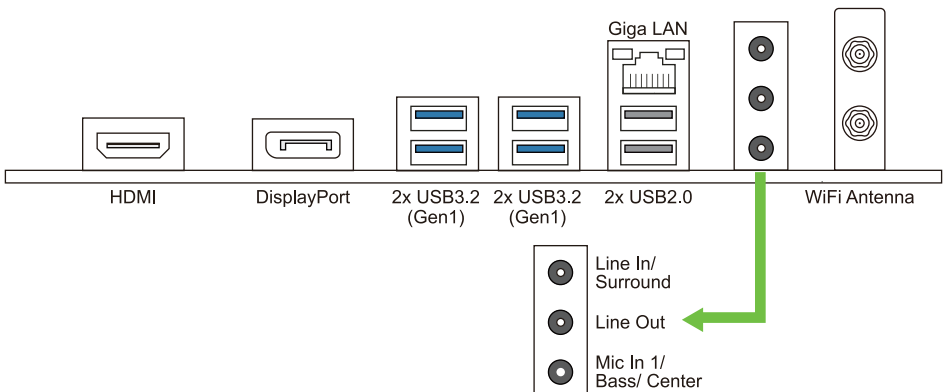 Giga LAN
HDMI
DisplayPort
2x USB3.2
(Gen1)
2x USB3.2
(Gen1)
2x USB2.0
WiFi Antenna
Line In/
Surround
Line Out
Mic In 1/
Bass/ Center